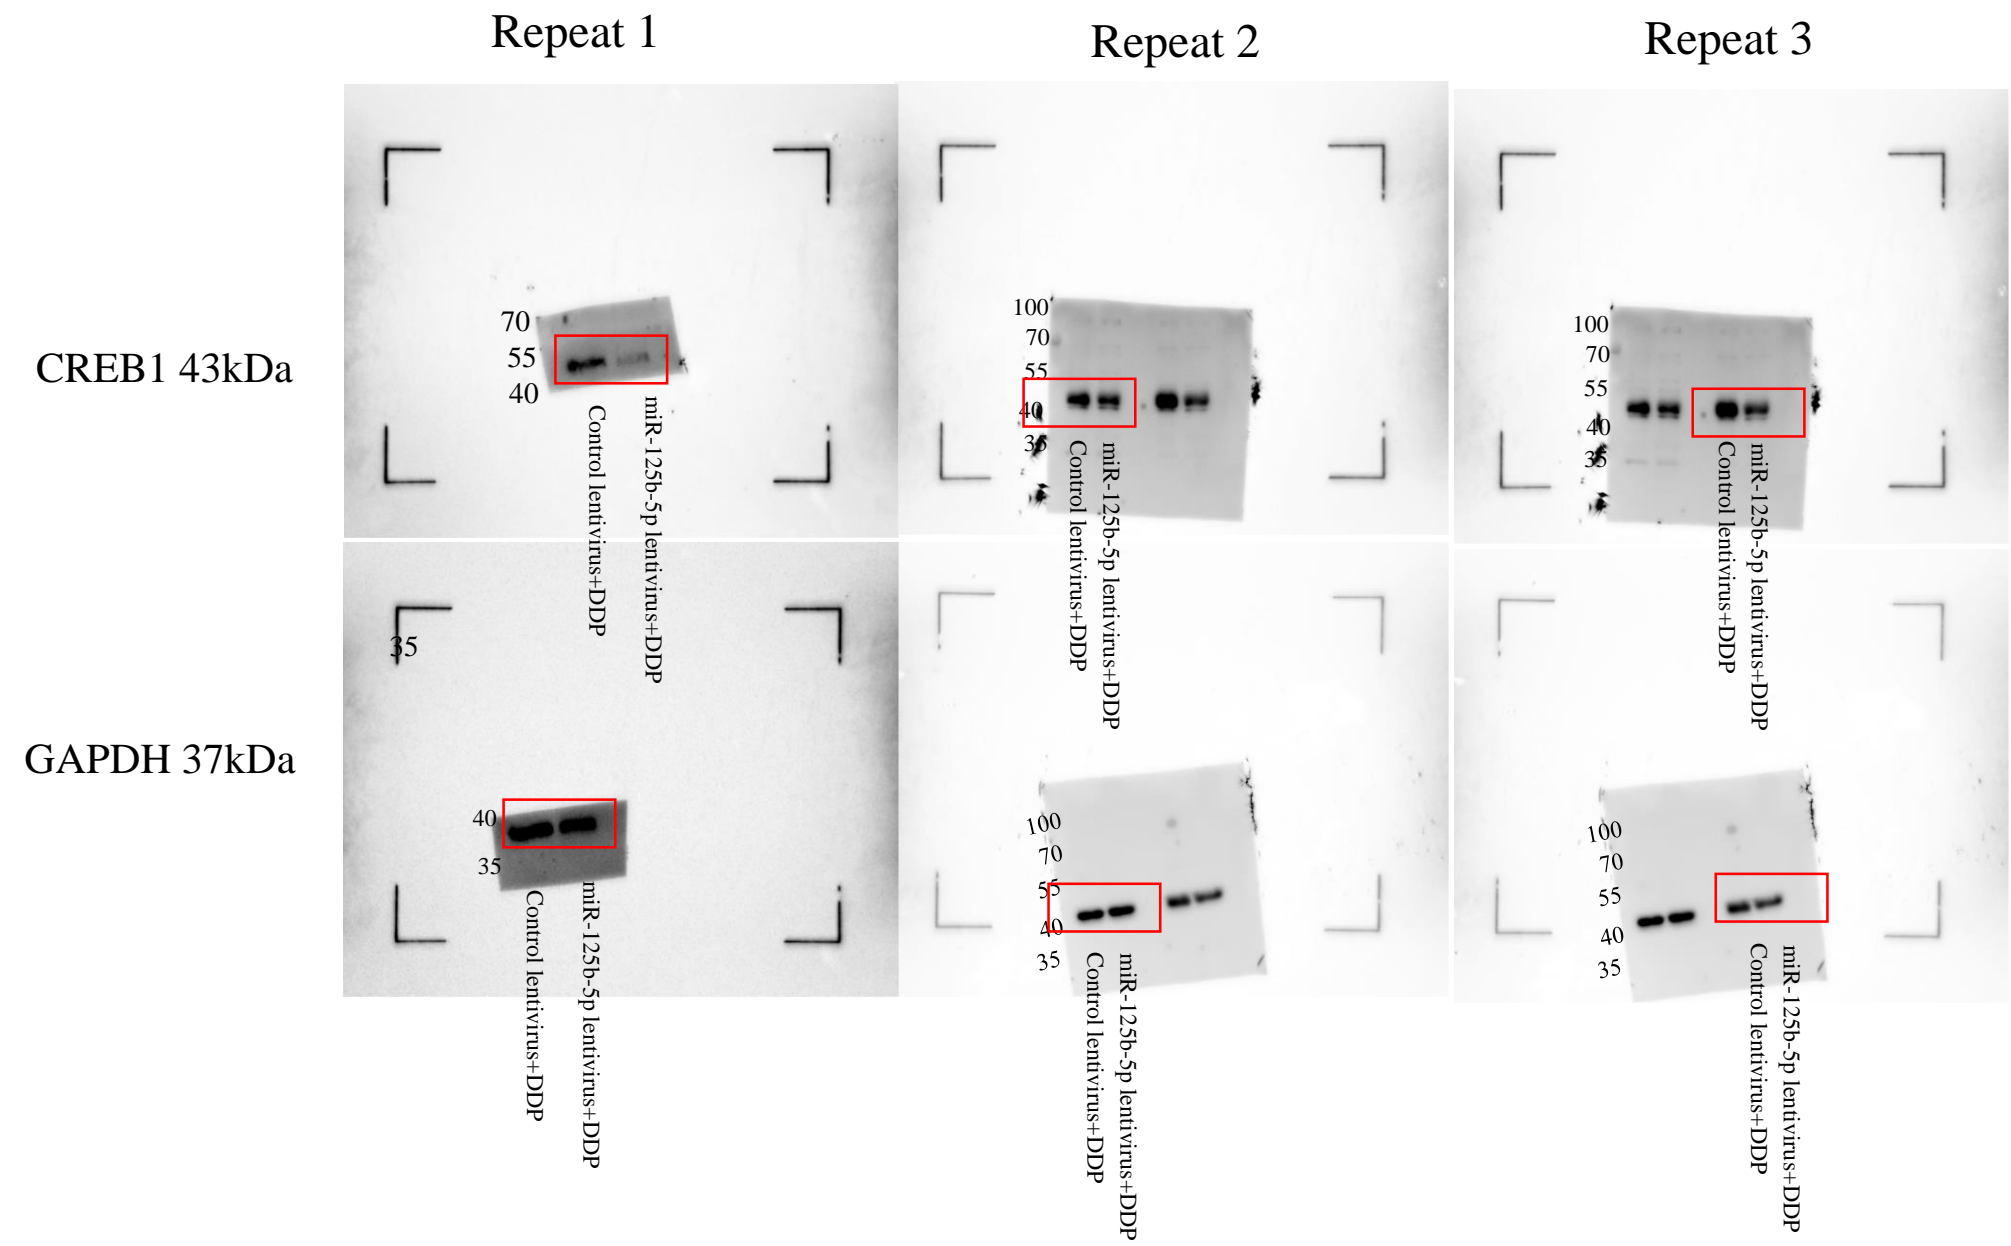 Repeat 1
Repeat 2
Repeat 3
CREB1 43kDa
70
55
40
Control lentivirus+DDP
miR-125b-5p lentivirus+DDP
100
70
55
40
35
Control lentivirus+DDP
miR-125b-5p lentivirus+DDP
100
70
55
40
35
Control lentivirus+DDP
miR-125b-5p lentivirus+DDP
GAPDH 37kDa
35
40
35
Control lentivirus+DDP
miR-125b-5p lentivirus+DDP
100
70
55
40
35
Control lentivirus+DDP
miR-125b-5p lentivirus+DDP
100
70
55
40
35
Control lentivirus+DDP
miR-125b-5p lentivirus+DDP